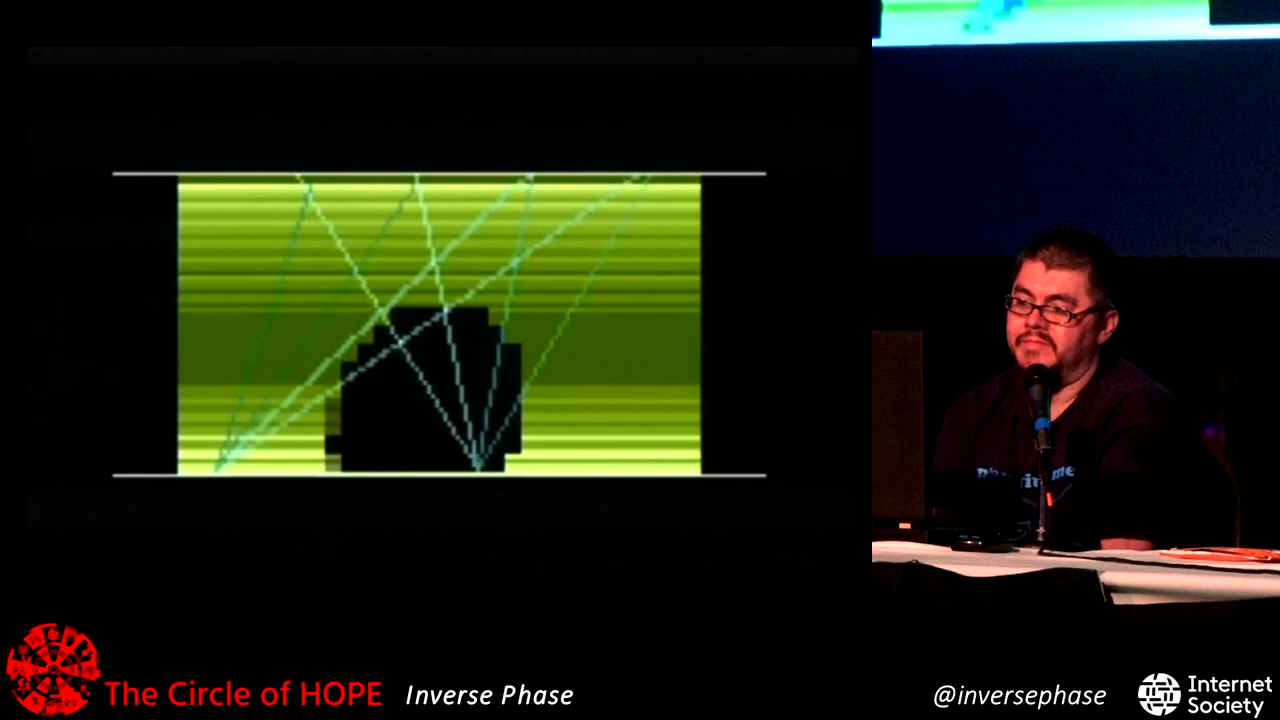 The Circle of HOPE
Inverse Phase
@inversephase
Internet
Society